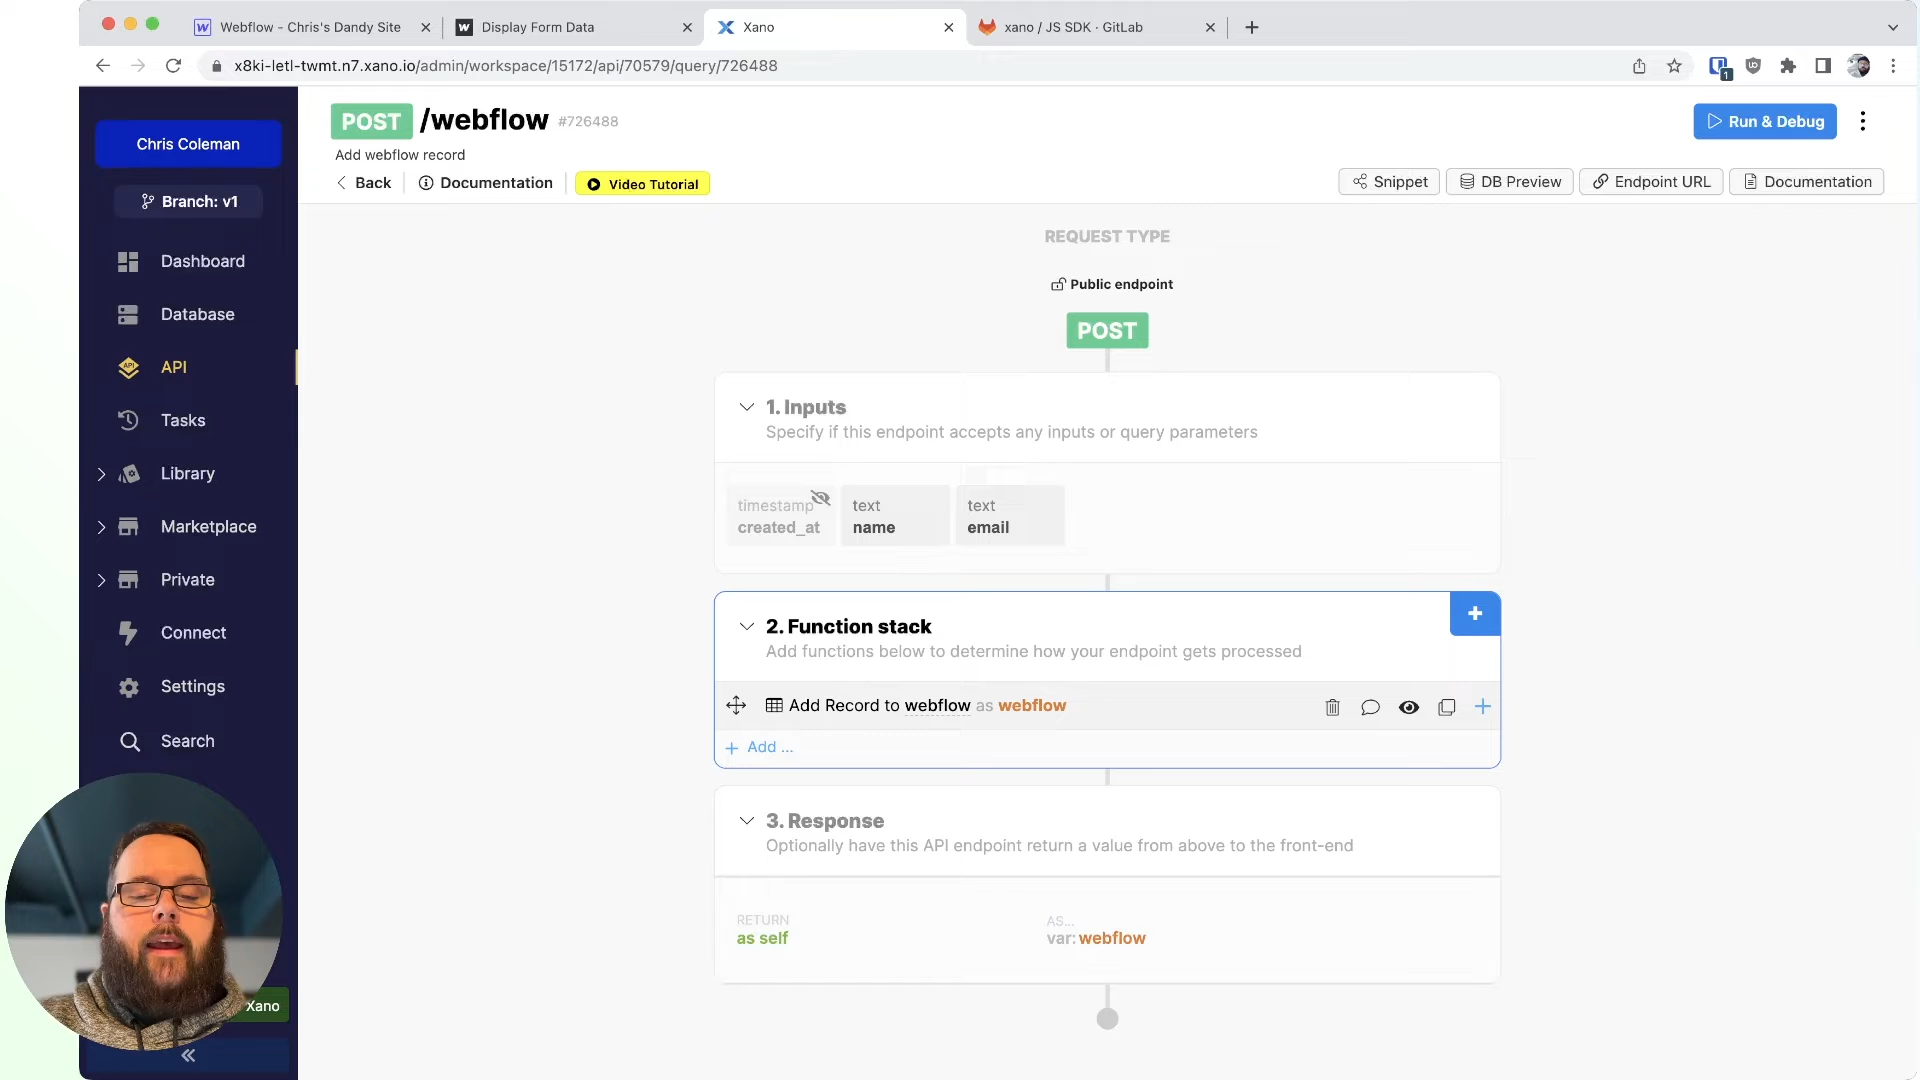 Webflow - Chris's Dandy Site
Display Form Data
Xano
xano / JS SDK · GitLab
x8ki-letl-twmt.n7.xano.io/admin/workspace/15172/api/70579/query/726488
1
Chris Coleman
Branch: v1
Dashboard
Database
API
Tasks
Library
Marketplace
Private
Connect
Settings
Search
Xano
POST /webflow #726488
Add webflow record
Back
Documentation
Video Tutorial
Run & Debug
Snippet
DB Preview
Endpoint URL
Documentation
REQUEST TYPE
Public endpoint
POST
1. Inputs
Specify if this endpoint accepts any inputs or query parameters
timestamp
created_at
text
name
text
email
2. Function stack
Add functions below to determine how your endpoint gets processed
Add Record to webflow as webflow
+ Add ...
3. Response
Optionally have this API endpoint return a value from above to the front-end
RETURN
as self
AS...
var: webflow